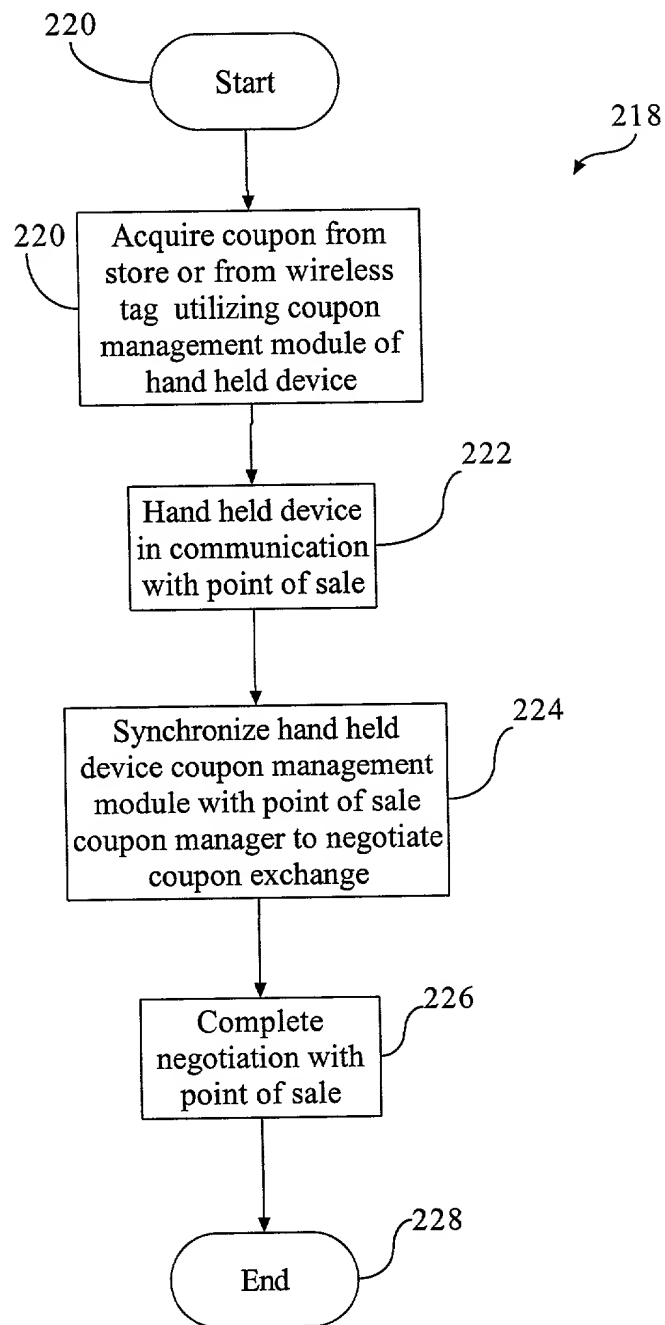 220
Start
218
220
Acquire coupon from
store or from wireless
tag utilizing coupon
management module of
hand held device
222
Hand held device
in communication
with point of sale
224
Synchronize hand held
device coupon management
module with point of sale
coupon manager to negotiate
coupon exchange
226
Complete
negotiation with
point of sale
228
End